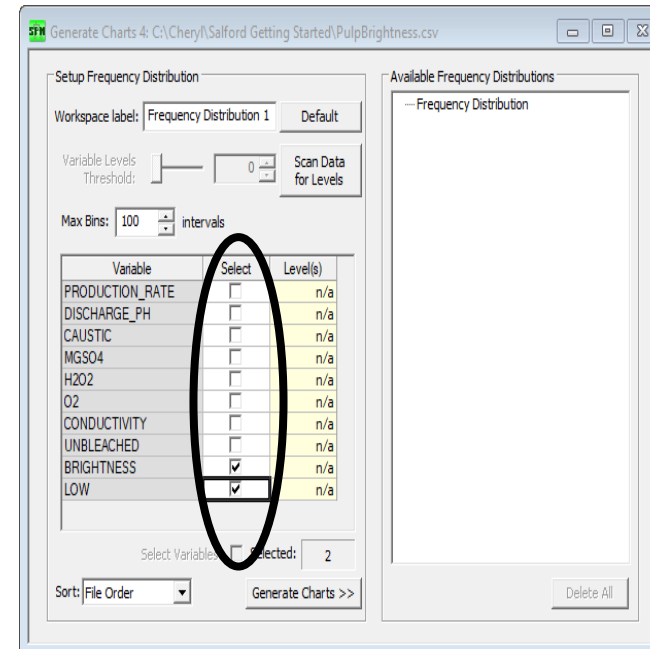 SPM Generate Charts 4: C:\Cheryl\Salford Getting Started\PulpBrightness.csv
Setup Frequency Distribution
Workspace label: Frequency Distribution 1 Default
Variable Levels Threshold: 0 Scan Data for Levels
Max Bins: 100 intervals
Variable Select Level(s)
PRODUCTION_RATE n/a
DISCHARGE_PH n/a
CAUSTIC n/a
MGSO4 n/a
H2O2 n/a
O2 n/a
CONDUCTIVITY n/a
UNBLEACHED n/a
BRIGHTNESS n/a
LOW n/a
Select Variables Selected: 2
Sort: File Order Generate Charts >>
Available Frequency Distributions
Frequency Distribution
Delete All